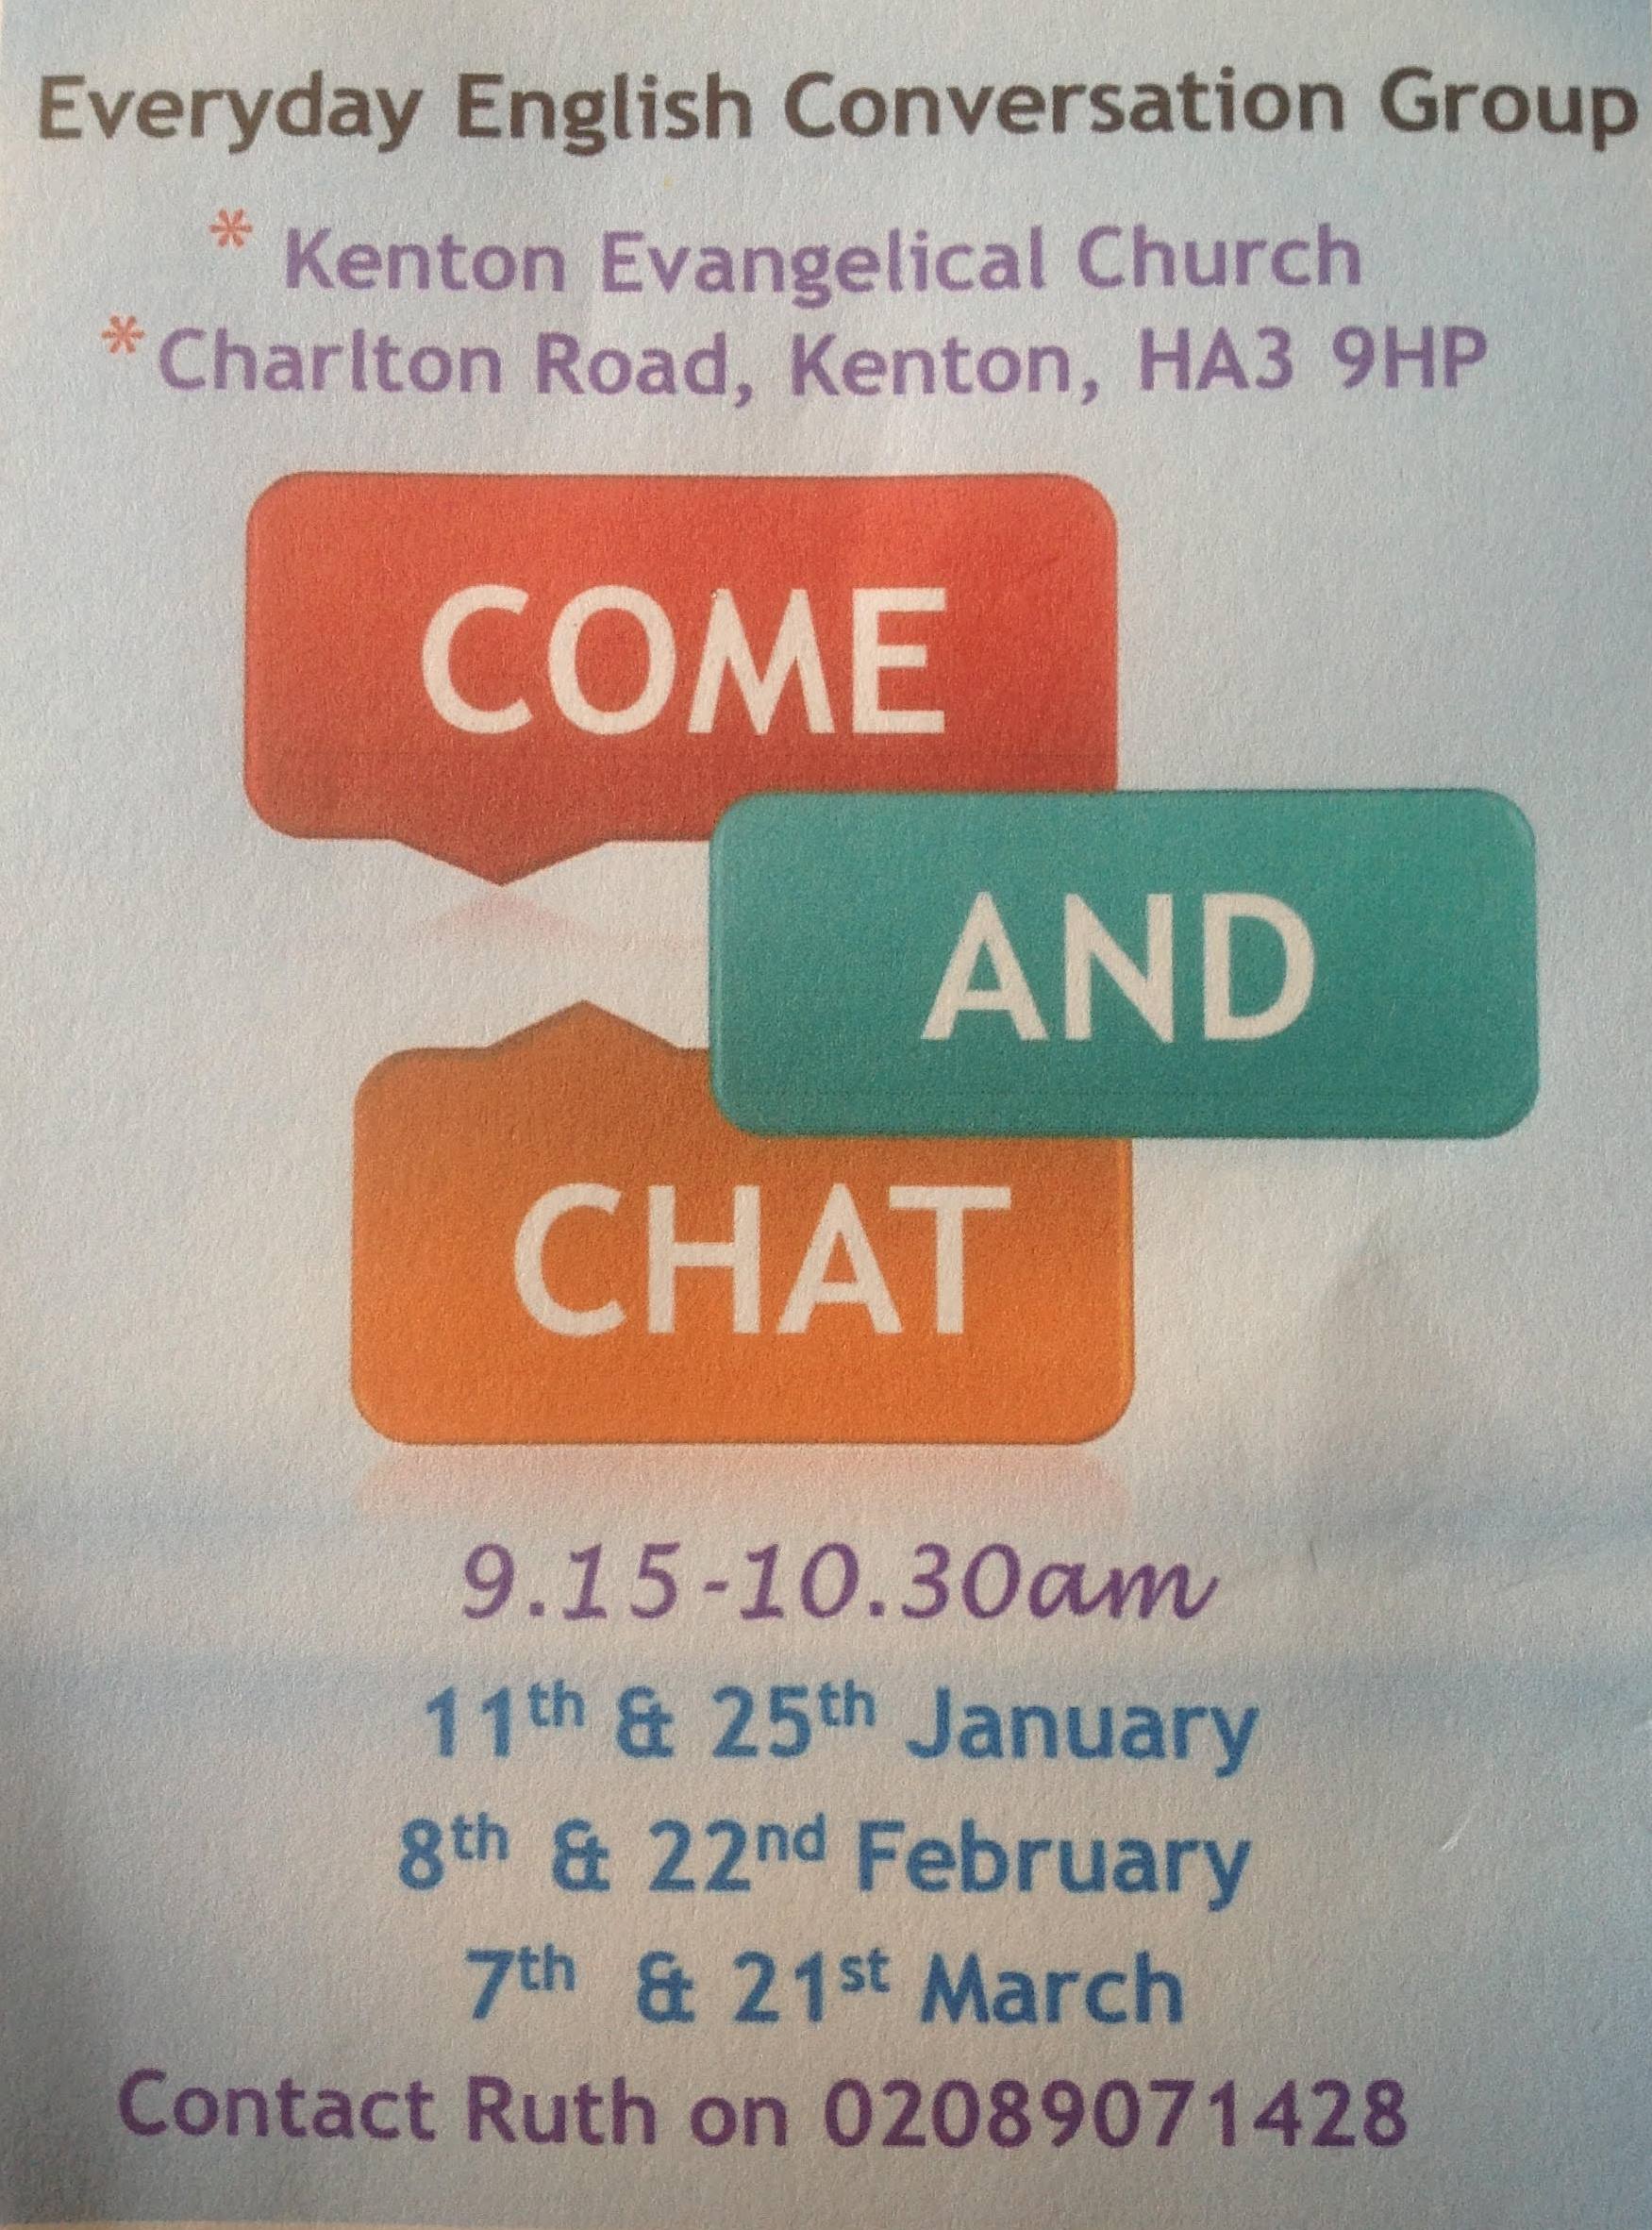 Everyday English Conversation Group
* Kenton Evangelical Church
* Charlton Road, Kenton, HA3 9HP
COME
AND
CHAT
9.15-10.30am
11th & 25th January
8th & 22nd February
7th & 21st March
Contact Ruth on 02089071428